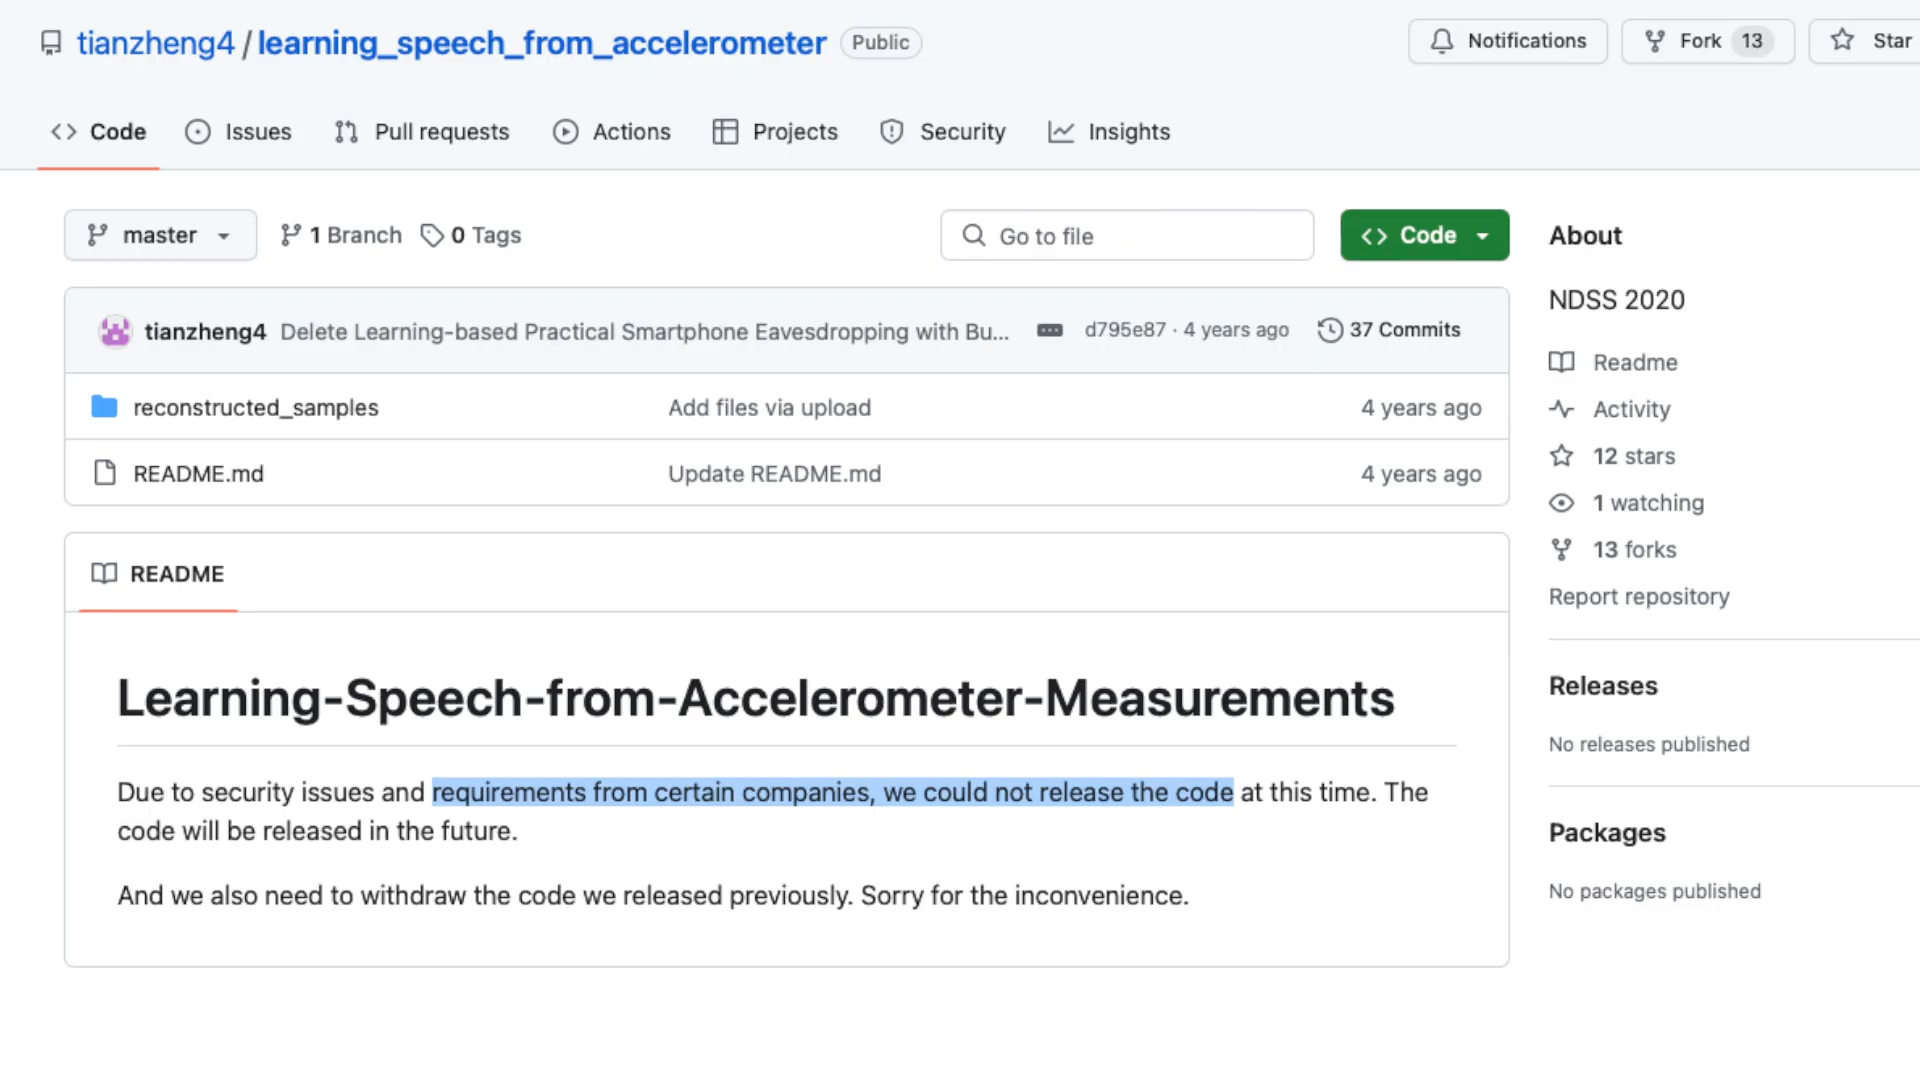 tianzheng4 / learning_speech_from_accelerometer Public
Notifications Fork 13 Star
Code Issues Pull requests Actions Projects Security Insights
master 1 Branch 0 Tags Go to file Code
tianzheng4 Delete Learning-based Practical Smartphone Eavesdropping with Bu... d795e87 · 4 years ago 37 Commits
reconstructed_samples Add files via upload 4 years ago
README.md Update README.md 4 years ago
README
Learning-Speech-from-Accelerometer-Measurements
Due to security issues and requirements from certain companies, we could not release the code at this time. The
code will be released in the future.
And we also need to withdraw the code we released previously. Sorry for the inconvenience.
About
NDSS 2020
Readme
Activity
12 stars
1 watching
13 forks
Report repository
Releases
No releases published
Packages
No packages published